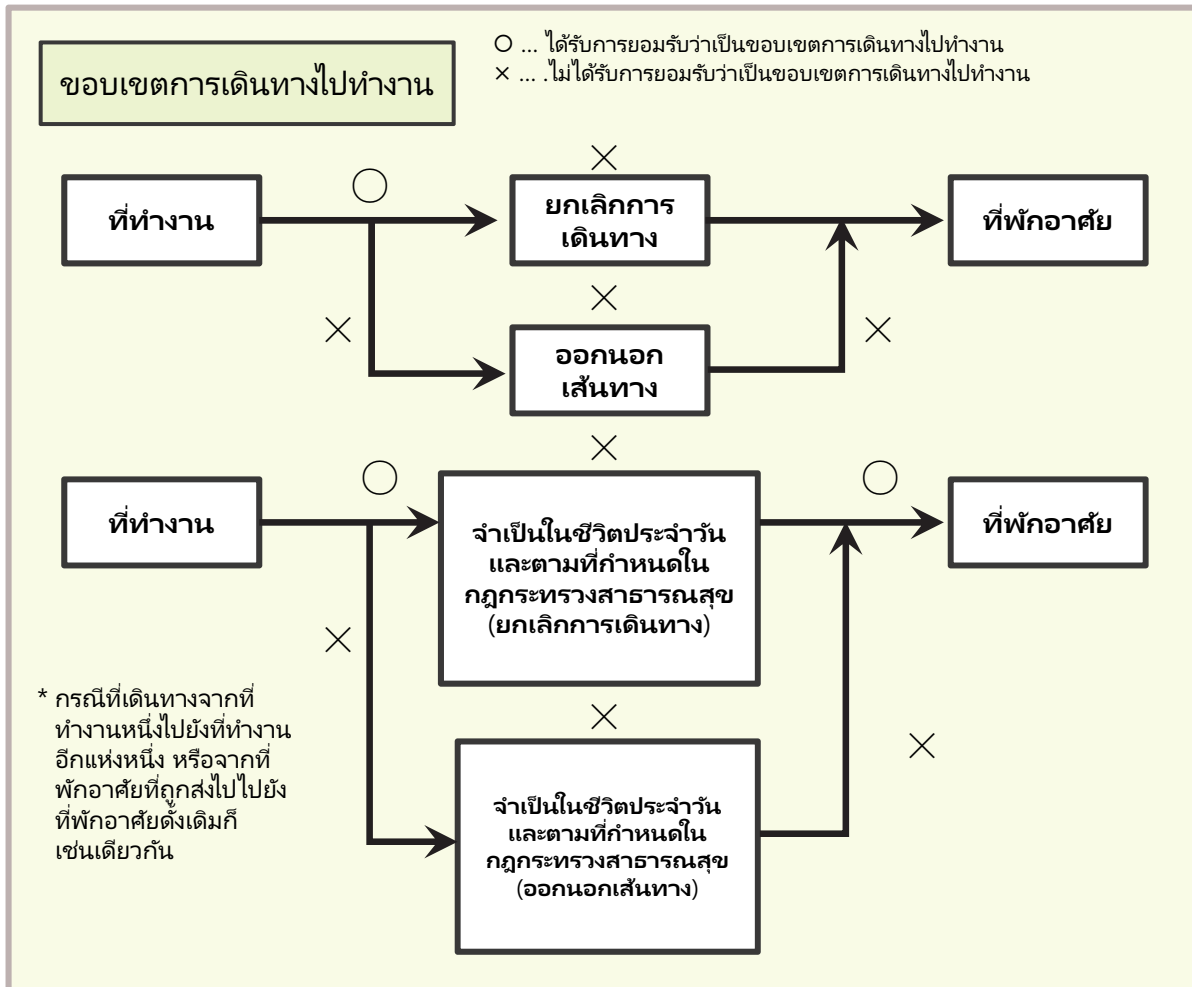 ขอบเขตการเดินทางไปทำงาน
○ ... ได้รับการยอมรับว่าเป็นขอบเขตการเดินทางไปทำงาน
× ... .ไม่ได้รับการยอมรับว่าเป็นขอบเขตการเดินทางไปทำงาน
×
○
ที่ทำงาน
ยกเลิกการ
เดินทาง
ที่พักอาศัย
×
×
×
ออกนอก
เส้นทาง
×
○
○
ที่ทำงาน
จำเป็นในชีวิตประจำวัน
และตามที่กำหนดใน
กฎกระทรวงสาธารณสุข
(ยกเลิกการเดินทาง)
ที่พักอาศัย
×
×
×
* กรณีที่เดินทางจากที่
ทำงานหนึ่งไปยังที่ทำงาน
อีกแห่งหนึ่ง หรือจากที่
พักอาศัยที่ถูกส่งไปไปยัง
ที่พักอาศัยดั้งเดิมก็
เช่นเดียวกัน
จำเป็นในชีวิตประจำวัน
และตามที่กำหนดใน
กฎกระทรวงสาธารณสุข
(ออกนอกเส้นทาง)